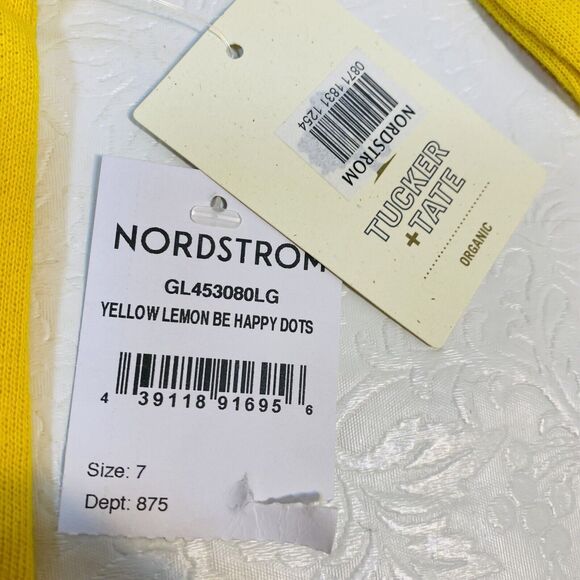 NORDSTROM
GL453080LG
YELLOW LEMON BE HAPPY DOTS
4 39118 91695 6
Size: 7
Dept: 875
0871 1831 1254
NORDSTROM
TUCKER
+ TATE
ORGANIC